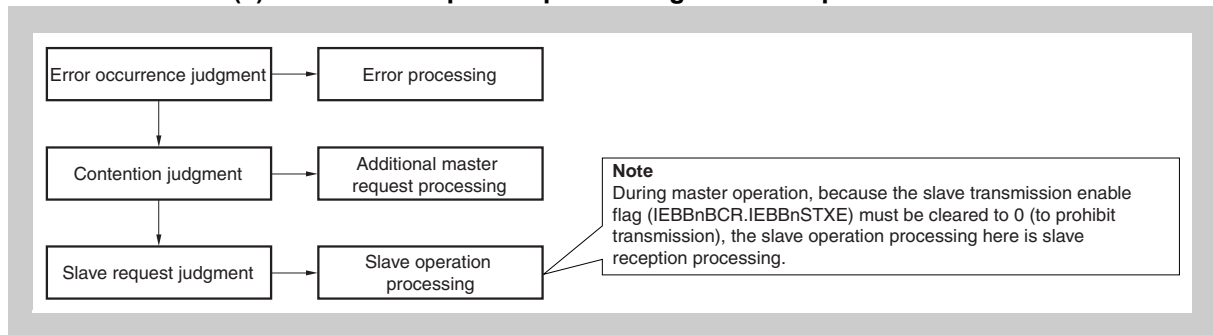 Error occurrence judgment
Error processing
Contention judgment
Additional master
request processing
Slave request judgment
Slave operation
processing
Note
During master operation, because the slave transmission enable
flag (IEBBnBCR.IEBBnSTXE) must be cleared to 0 (to prohibit
transmission), the slave operation processing here is slave
reception processing.